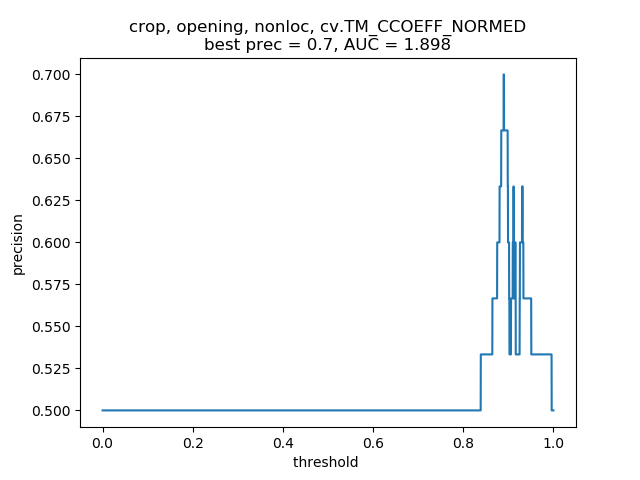 crop, opening, nonloc, cv.TM_CCOEFF_NORMED
best prec = 0.7, AUC = 1.898
0.700
0.675
0.650
0.625
0.600
0.575
0.550
0.525
0.500
precision
0.0 0.2 0.4 0.6 0.8 1.0
threshold